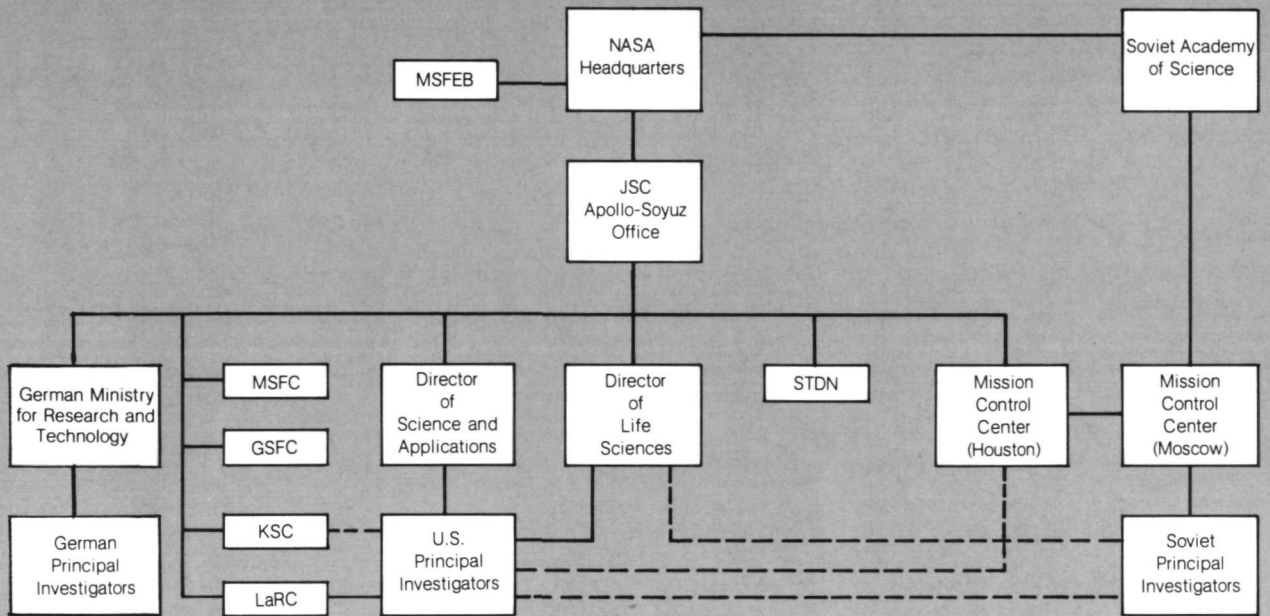 NASA
Headquarters
Soviet Academy
of Science
MSFEB
JSC
Apollo-Soyuz
Office
German Ministry
for Research and
Technology
MSFC
GSFC
KSC
LaRC
Director
of
Science and
Applications
Director
of
Life
Sciences
STDN
Mission
Control
Center
(Houston)
Mission
Control
Center
(Moscow)
German
Principal
Investigators
U.S.
Principal
Investigators
Soviet
Principal
Investigators